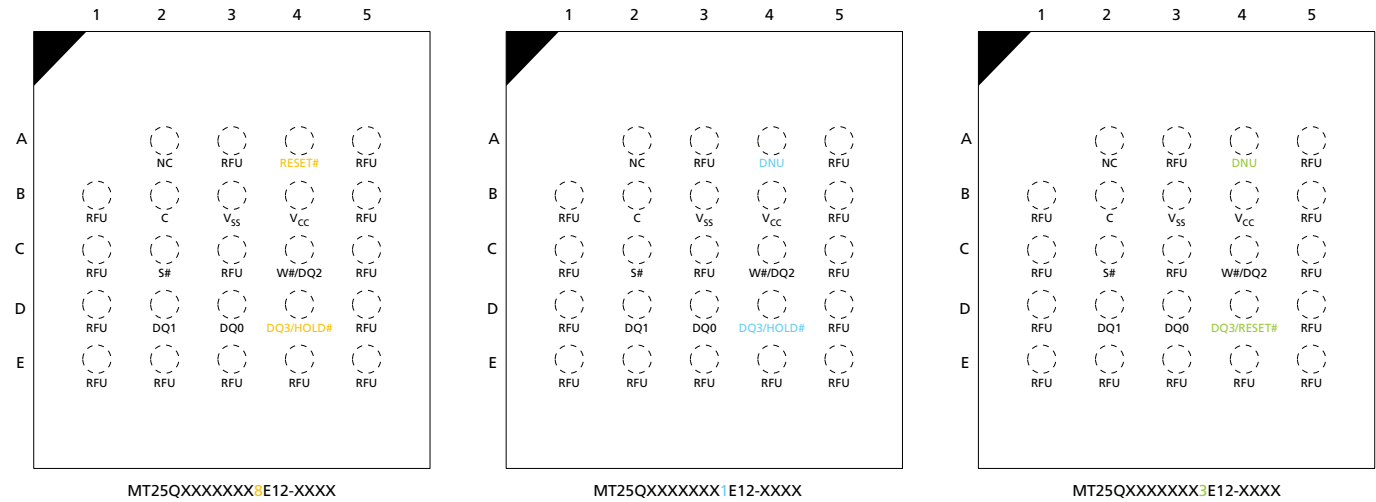 1 2 3 4 5 1 2 3 4 5 1 2 3 4 5
A A A
NC RFU RESET# RFU NC RFU DNU RFU NC RFU DNU RFU
B B B
RFU C VSS VCC RFU RFU C VSS VCC RFU RFU C VSS VCC RFU
C C C
RFU S# RFU W#/DQ2 RFU RFU S# RFU W#/DQ2 RFU RFU S# RFU W#/DQ2 RFU
D D D
RFU DQ1 DQ0 DQ3/HOLD# RFU RFU DQ1 DQ0 DQ3/HOLD# RFU RFU DQ1 DQ0 DQ3/RESET# RFU
E E E
RFU RFU RFU RFU RFU RFU RFU RFU RFU RFU RFU RFU RFU RFU RFU
MT25QXXXXXXX8E12-XXXX MT25QXXXXXXX1E12-XXXX MT25QXXXXXXX3E12-XXXX